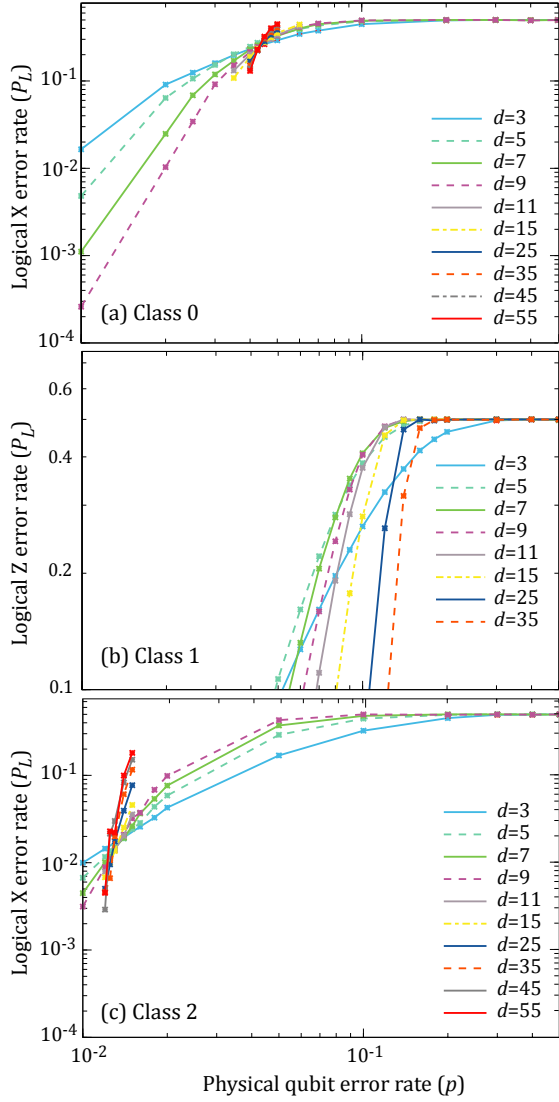 Logical X error rate (P_L)
10^-1
10^-2
10^-3
10^-4
d=3
d=5
d=7
d=9
d=11
d=15
d=25
d=35
d=45
d=55
(a) Class 0
Logical Z error rate (P_L)
0.6
0.4
0.2
0.1
d=3
d=5
d=7
d=9
d=11
d=15
d=25
d=35
(b) Class 1
Logical X error rate (P_L)
10^-1
10^-2
10^-3
10^-4
d=3
d=5
d=7
d=9
d=11
d=15
d=25
d=35
d=45
d=55
(c) Class 2
10^-2 10^-1
Physical qubit error rate (p)